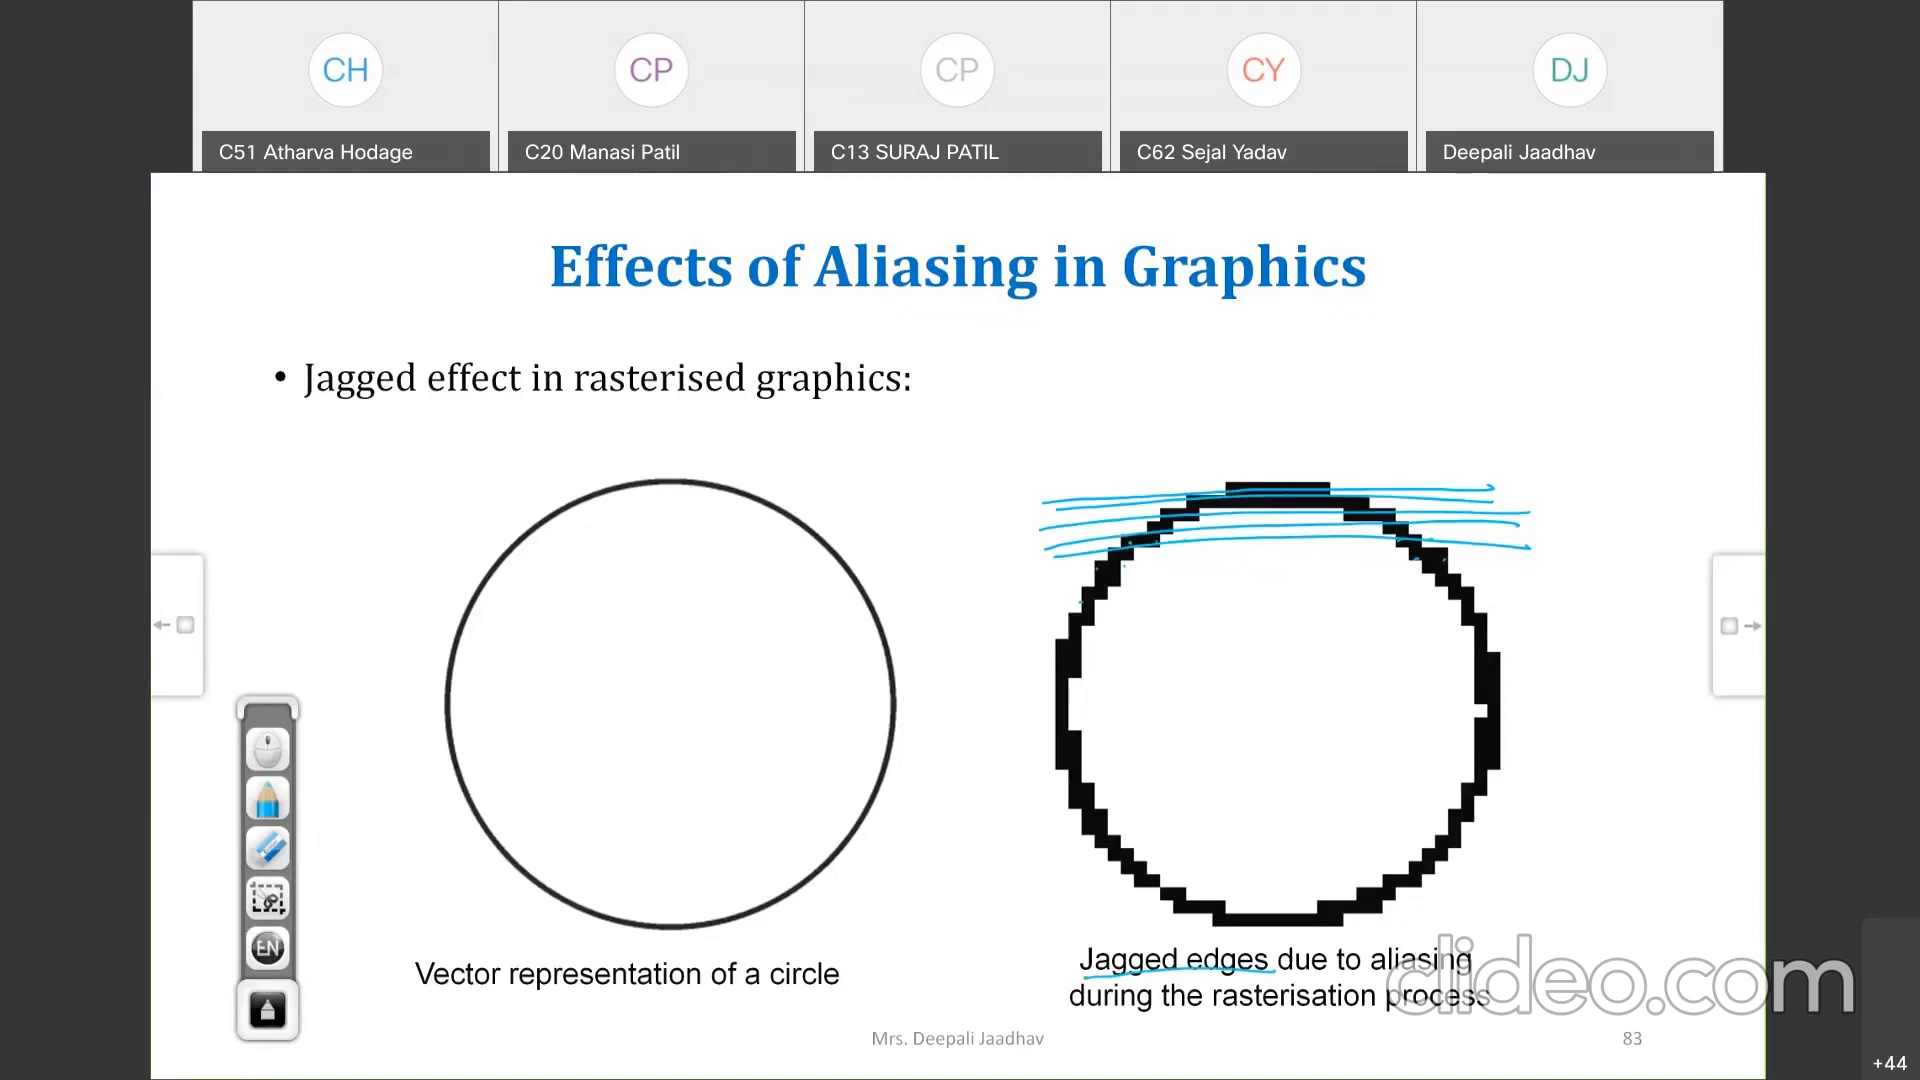 CH
CP
CP
CY
DJ
C51 Atharva Hodage
C20 Manasi Patil
C13 SURAJ PATIL
C62 Sejal Yadav
Deepali Jaadhav
Effects of Aliasing in Graphics
• Jagged effect in rasterised graphics:
EN
Vector representation of a circle
Jagged edges due to aliasing
during the rasterisation process
clideo.com
Mrs. Deepali Jaadhav
83
+44